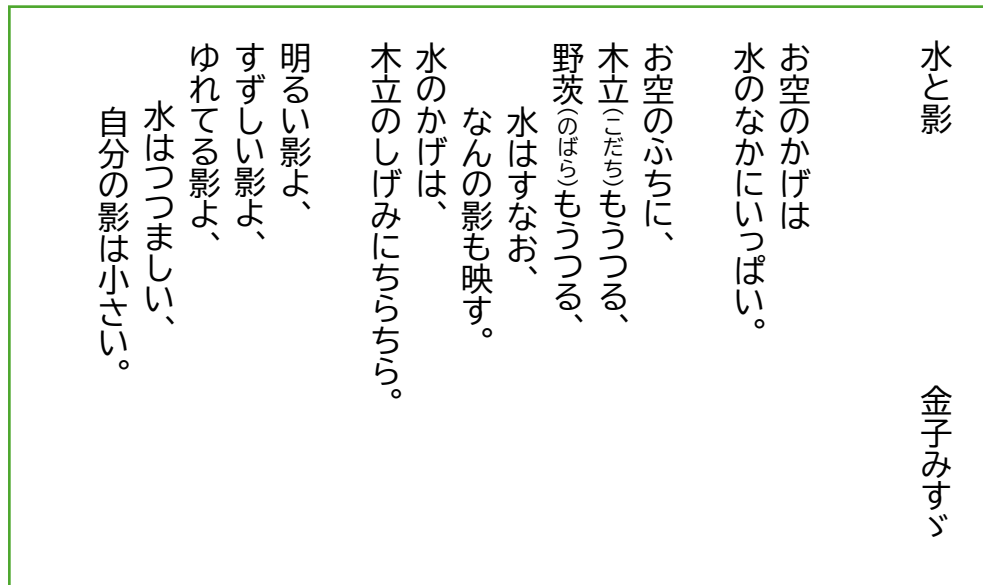 水と影　金子みすゞ
お空のかげは
水のなかにいっぱい。
お空のふちに、
木立(こだち)もうつる、
野茨(のばら)もうつる、
水はすなお、
なんの影も映す。
水のかげは、
木立のしげみにちらちら。
明るい影よ、
すずしい影よ、
ゆれてる影よ、
水はつつましい、
自分の影は小さい。